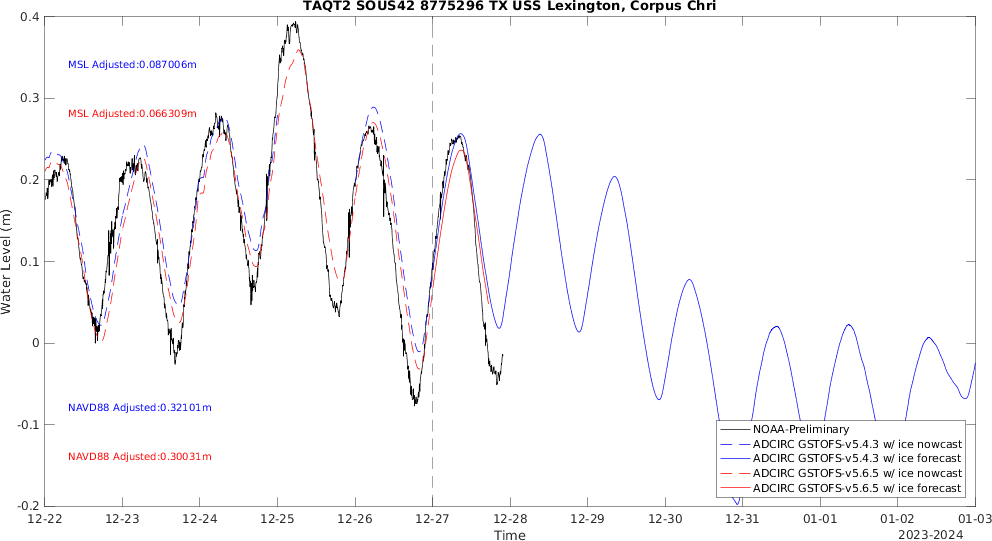 TAQT2 SOUS42 8775296 TX USS Lexington, Corpus Chri
0.4
MSL Adjusted:0.087006m
0.3
MSL Adjusted:0.066309m
0.2
Water Level (m)
0.1
0
NAVD88 Adjusted:0.32101m
-0.1
NOAA-Preliminary
ADCIRC GSTOFS-v5.4.3 w/ ice nowcast
NAVD88 Adjusted:0.30031m
ADCIRC GSTOFS-v5.4.3 w/ ice forecast
ADCIRC GSTOFS-v5.6.5 w/ ice nowcast
ADCIRC GSTOFS-v5.6.5 w/ ice forecast
-0.2
12-22 12-23 12-24 12-25 12-26 12-27 12-28 12-29 12-30 12-31 01-01 01-02 01-03
Time
2023-2024